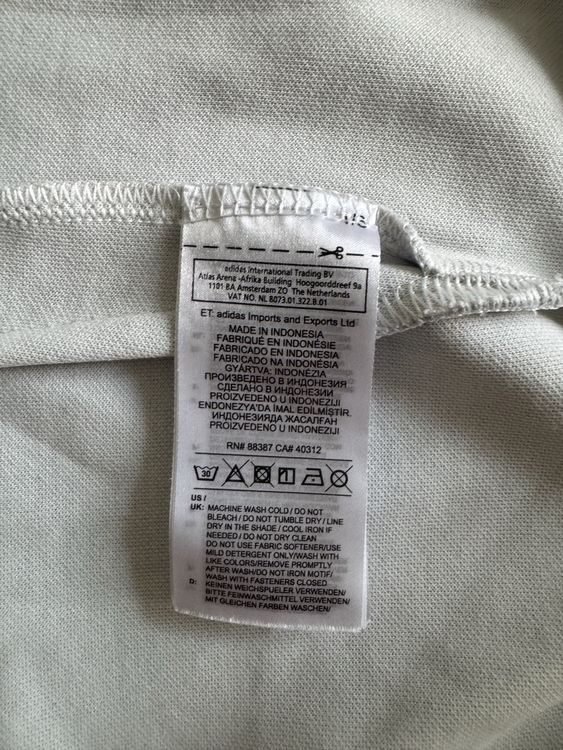 adidas International Trading BV
Atlas Arena -Afrika Building Hoogoorddreef 9a
1101 BA Amsterdam ZO The Netherlands
VAT NO. NL 8073.01.322.B.01
ET: adidas Imports and Exports Ltd
MADE IN INDONESIA
FABRIQUÉ EN INDONÉSIE
FABRICADO EN INDONESIA
FABRICADO NA INDONÉSIA
GYÁRTVA: INDONÉZIA
ПРОИЗВЕДЕНО В ИНДОНЕЗИЯ
СДЕЛАНО В ИНДОНЕЗИИ
PROIZVEDENO U INDONEZIJI
ENDONEZYA'DA İMAL EDİLMİŞTİR.
ИНДОНЕЗИЯДА ЖАСАЛҒАН
PROIZVEDENO U INDONEZIJI
RN# 88387 CA# 40312
30
US /
UK: MACHINE WASH COLD / DO NOT
BLEACH / DO NOT TUMBLE DRY / LINE
DRY IN THE SHADE / COOL IRON IF
NEEDED / DO NOT DRY CLEAN
DO NOT USE FABRIC SOFTENER/USE
MILD DETERGENT ONLY/WASH WITH
LIKE COLORS/REMOVE PROMPTLY
AFTER WASH/DO NOT IRON MOTIF/
WASH WITH FASTENERS CLOSED
D: KEINEN WEICHSPUELER VERWENDEN/
BITTE FEINWASCHMITTEL VERWENDEN/
MIT GLEICHEN FARBEN WASCHEN/